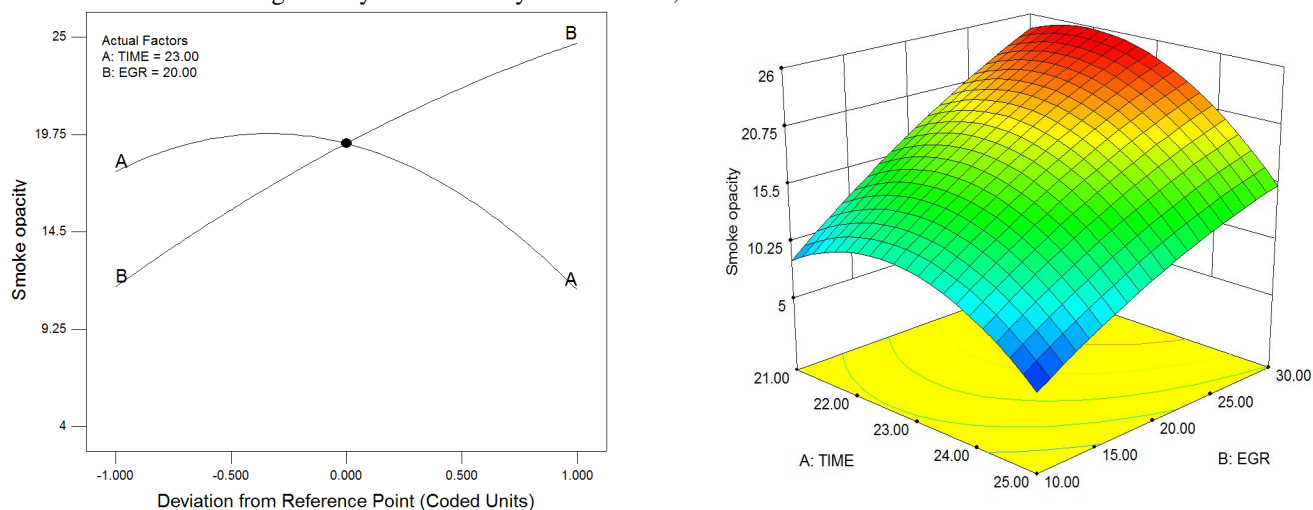 25
19.75
14.5
9.25
4
Smoke opacity
Actual Factors
A: TIME = 23.00
B: EGR = 20.00
A
B
B
A
-1.000
-0.500
0.000
0.500
1.000
Deviation from Reference Point (Coded Units)
26
20.75
15.5
10.25
5
Smoke opacity
21.00
22.00
23.00
24.00
25.00
A: TIME
10.00
15.00
20.00
25.00
30.00
B: EGR